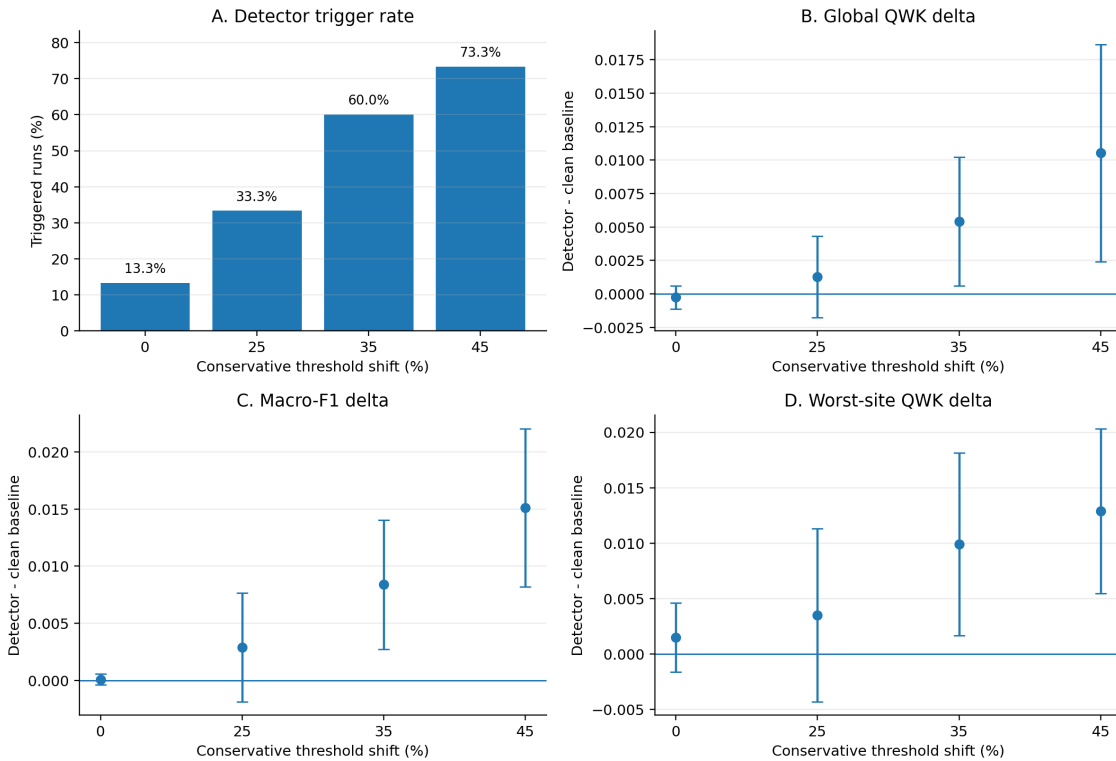 A. Detector trigger rate
Triggered runs (%)
80
70
60
50
40
30
20
10
0
13.3%
33.3%
60.0%
73.3%
0 25 35 45
Conservative threshold shift (%)
B. Global QWK delta
Detector - clean baseline
0.0175
0.0150
0.0125
0.0100
0.0075
0.0050
0.0025
0.0000
−0.0025
0 25 35 45
Conservative threshold shift (%)
C. Macro-F1 delta
Detector - clean baseline
0.020
0.015
0.010
0.005
0.000
0 25 35 45
Conservative threshold shift (%)
D. Worst-site QWK delta
Detector - clean baseline
0.020
0.015
0.010
0.005
0.000
−0.005
0 25 35 45
Conservative threshold shift (%)